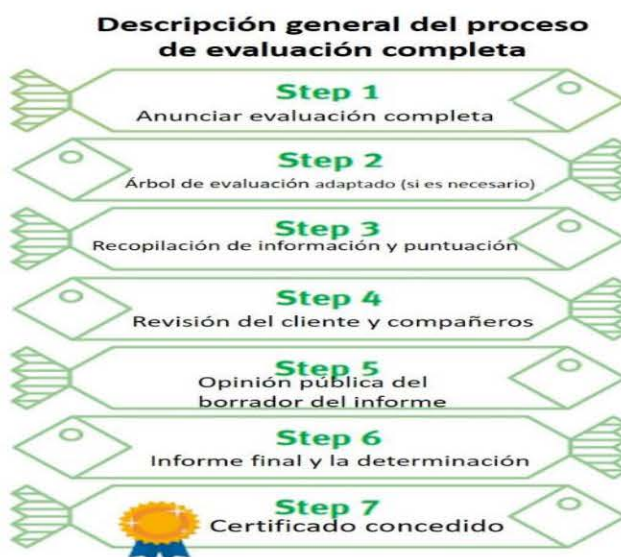 Descripción general del proceso
de evaluación completa
Step 1
Anunciar evaluación completa
Step 2
Árbol de evaluación adaptado (si es necesario)
Step 3
Recopilación de información y puntuación
Step 4
Revisión del cliente y compañeros
Step 5
Opinión pública del
borrador del informe
Step 6
Informe final y la determinación
Step 7
Certificado concedido